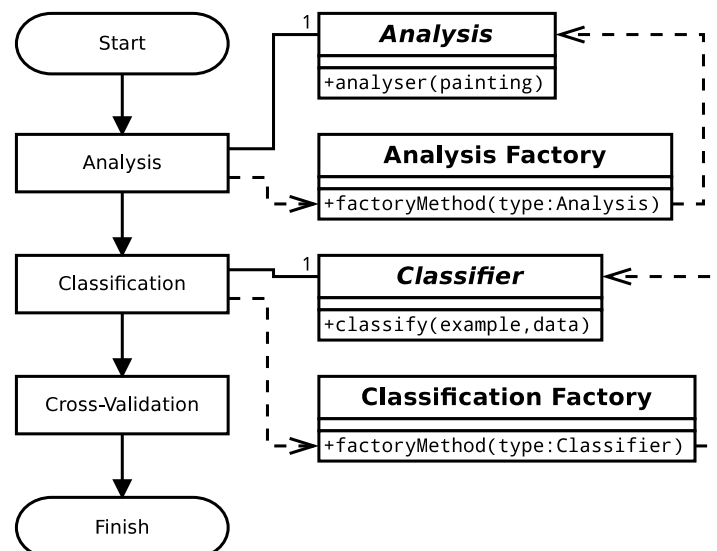 Start
1
Analysis
+analyser(painting)
Analysis
Analysis Factory
+factoryMethod(type:Analysis)
Classification
1
Classifier
+classify(example,data)
Cross-Validation
Classification Factory
+factoryMethod(type:Classifier)
Finish